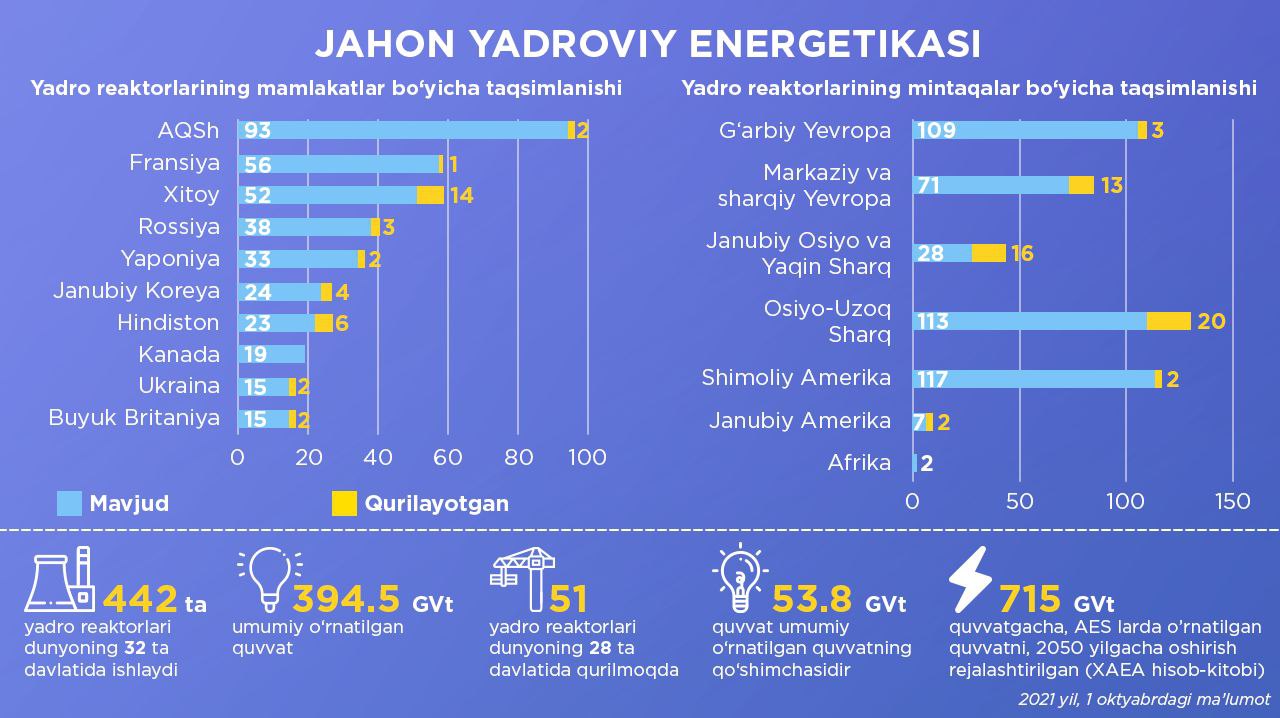 JAHON YADROVIY ENERGETIKASI
Yadro reaktorlarining mamlakatlar bo‘yicha taqsimlanishi
AQSh 93 2
Fransiya 56 1
Xitoy 52 14
Rossiya 38 3
Yaponiya 33 2
Janubiy Koreya 24 4
Hindiston 23 6
Kanada 19
Ukraina 15 2
Buyuk Britaniya 15 2
0 20 40 60 80 100
Mavjud Qurilayotgan
Yadro reaktorlarining mintaqalar bo‘yicha taqsimlanishi
G‘arbiy Yevropa 109 3
Markaziy va
sharqiy Yevropa 71 13
Janubiy Osiyo va
Yaqin Sharq 28 16
Osiyo-Uzoq
Sharq 113 20
Shimoliy Amerika 117 2
Janubiy Amerika 7 2
Afrika 2
0 50 100 150
442 ta
yadro reaktorlari
dunyoning 32 ta
davlatida ishlaydi
394.5 GVt
umumiy o‘rnatilgan
quvvat
51
yadro reaktorlari
dunyoning 28 ta
davlatida qurilmoqda
53.8 GVt
quvvat umumiy
o‘rnatilgan quvvatning
qo‘shimchasidir
715 GVt
quvvatgacha, AES larda o’rnatilgan
quvvatni, 2050 yilgacha oshirish
rejalashtirilgan (XAEA hisob-kitobi)
2021 yil, 1 oktyabrdagi ma’lumot